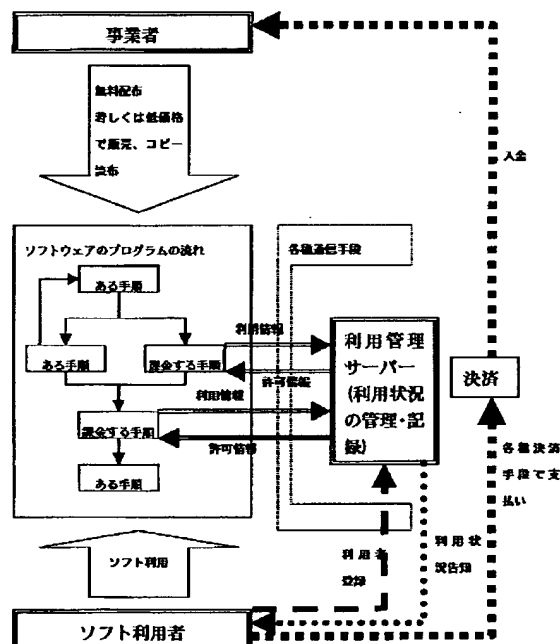 事業者
無料配布
若しくは低価格
で販売、コピー
流布
入金
ソフトウェアのプログラムの流れ
各種通信手段
ある手順
ある手順
課金する手順
利用情報
許可情報
利用情報
課金する手順
許可情報
ある手順
利用管理
サーバー
(利用状況
の管理・記
録)
決済
各種決済
手段で支
払い
ソフト利用
利用者
登録
利用状
況告知
ソフト利用者